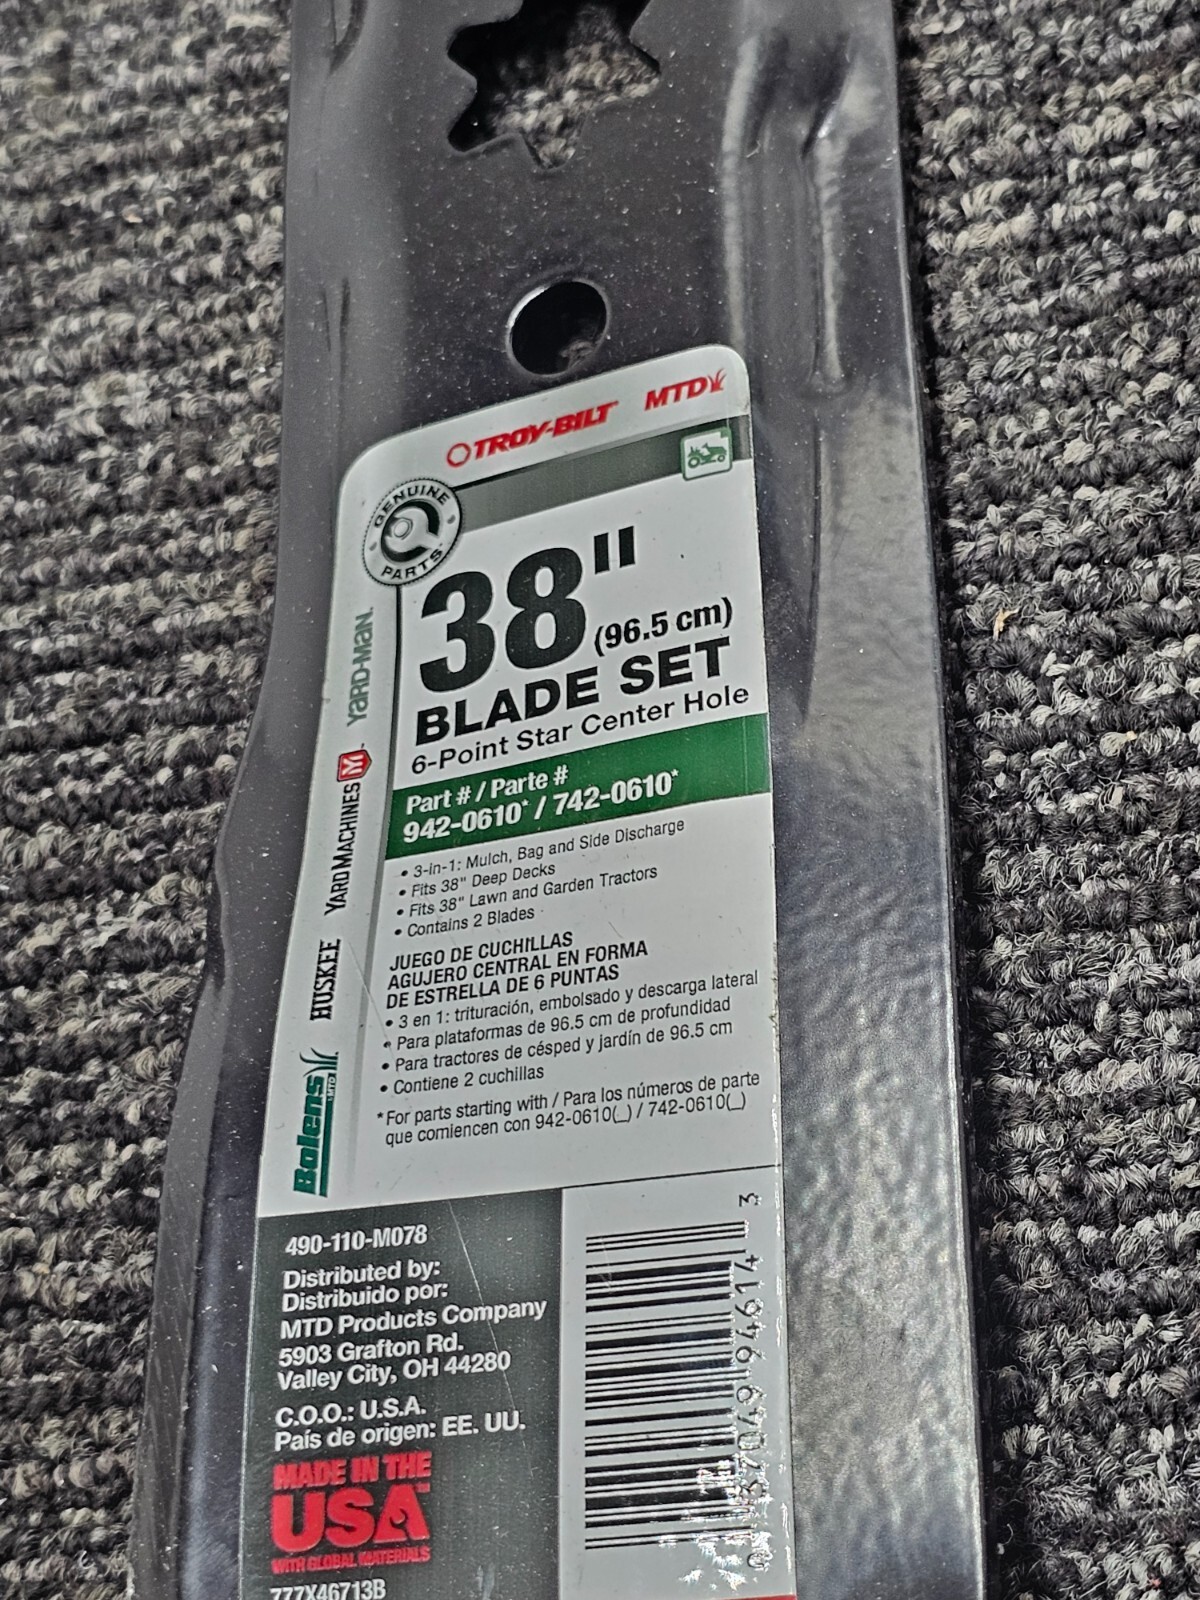 TROY-BILT MTD
GENUINE PARTS
38" (96.5 cm)
BLADE SET
6-Point Star Center Hole
Part # / Parte #
942-0610* / 742-0610*
• 3-in-1: Mulch, Bag and Side Discharge
• Fits 38" Deep Decks
• Fits 38" Lawn and Garden Tractors
• Contains 2 Blades
JUEGO DE CUCHILLAS
AGUJERO CENTRAL EN FORMA
DE ESTRELLA DE 6 PUNTAS
• 3 en 1: trituración, embolsado y descarga lateral
• Para plataformas de 96.5 cm de profundidad
• Para tractores de césped y jardín de 96.5 cm
• Contiene 2 cuchillas
*For parts starting with / Para los números de parte
que comiencen con 942-0610(_) / 742-0610(_)
YARD-MAN.
YARD MACHINES M
HUSKEE
Bolens
BY MTD
490-110-M078
Distributed by:
Distribuido por:
MTD Products Company
5903 Grafton Rd.
Valley City, OH 44280
C.O.O.: U.S.A.
País de origen: EE. UU.
MADE IN THE
USA
WITH GLOBAL MATERIALS
777X46713B
0 37049 94614 3